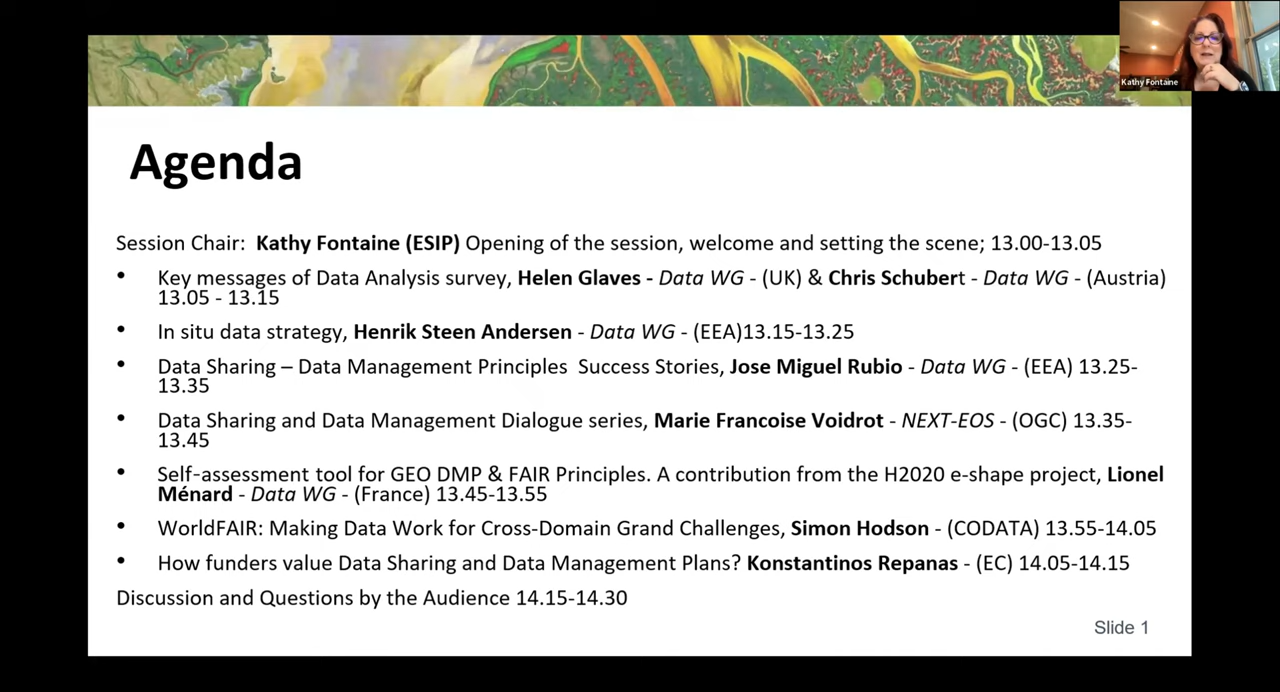 Kathy Fontaine
Agenda
Session Chair: Kathy Fontaine (ESIP) Opening of the session, welcome and setting the scene; 13.00-13.05
• Key messages of Data Analysis survey, Helen Glaves - Data WG - (UK) & Chris Schubert - Data WG - (Austria)
13.05 - 13.15
• In situ data strategy, Henrik Steen Andersen - Data WG - (EEA)13.15-13.25
• Data Sharing – Data Management Principles  Success Stories, Jose Miguel Rubio - Data WG - (EEA) 13.25-
13.35
• Data Sharing and Data Management Dialogue series, Marie Francoise Voidrot - NEXT-EOS - (OGC) 13.35-
13.45
• Self-assessment tool for GEO DMP & FAIR Principles. A contribution from the H2020 e-shape project, Lionel
Ménard - Data WG - (France) 13.45-13.55
• WorldFAIR: Making Data Work for Cross-Domain Grand Challenges, Simon Hodson - (CODATA) 13.55-14.05
• How funders value Data Sharing and Data Management Plans? Konstantinos Repanas - (EC) 14.05-14.15
Discussion and Questions by the Audience 14.15-14.30
Slide 1